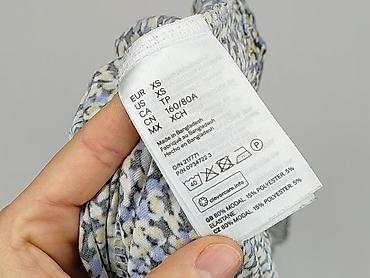 EUR XS
US XS
CA TP
CN 160/80A
MX XCH
Made in Bangladesh
Fabriqué au Bangladesh
Hecho en Bangladesh
O/N 217771
P/N 0934722 3
40
P
clevercare.info
GB 80% MODAL. 15% POLYESTER. 5%
ELASTANE.
CZ 80% MODAL. 15% POLYESTER. 5%